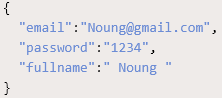 {
  "email":"Noung@gmail.com",
  "password":"1234",
  "fullname":" Noung "
}